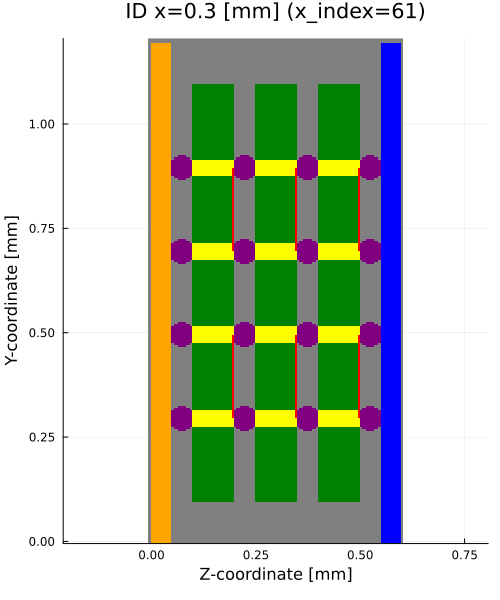 ID x=0.3 [mm] (x_index=61)
Y-coordinate [mm]
1.00
0.75
0.50
0.25
0.00
0.00 0.25 0.50 0.75
Z-coordinate [mm]